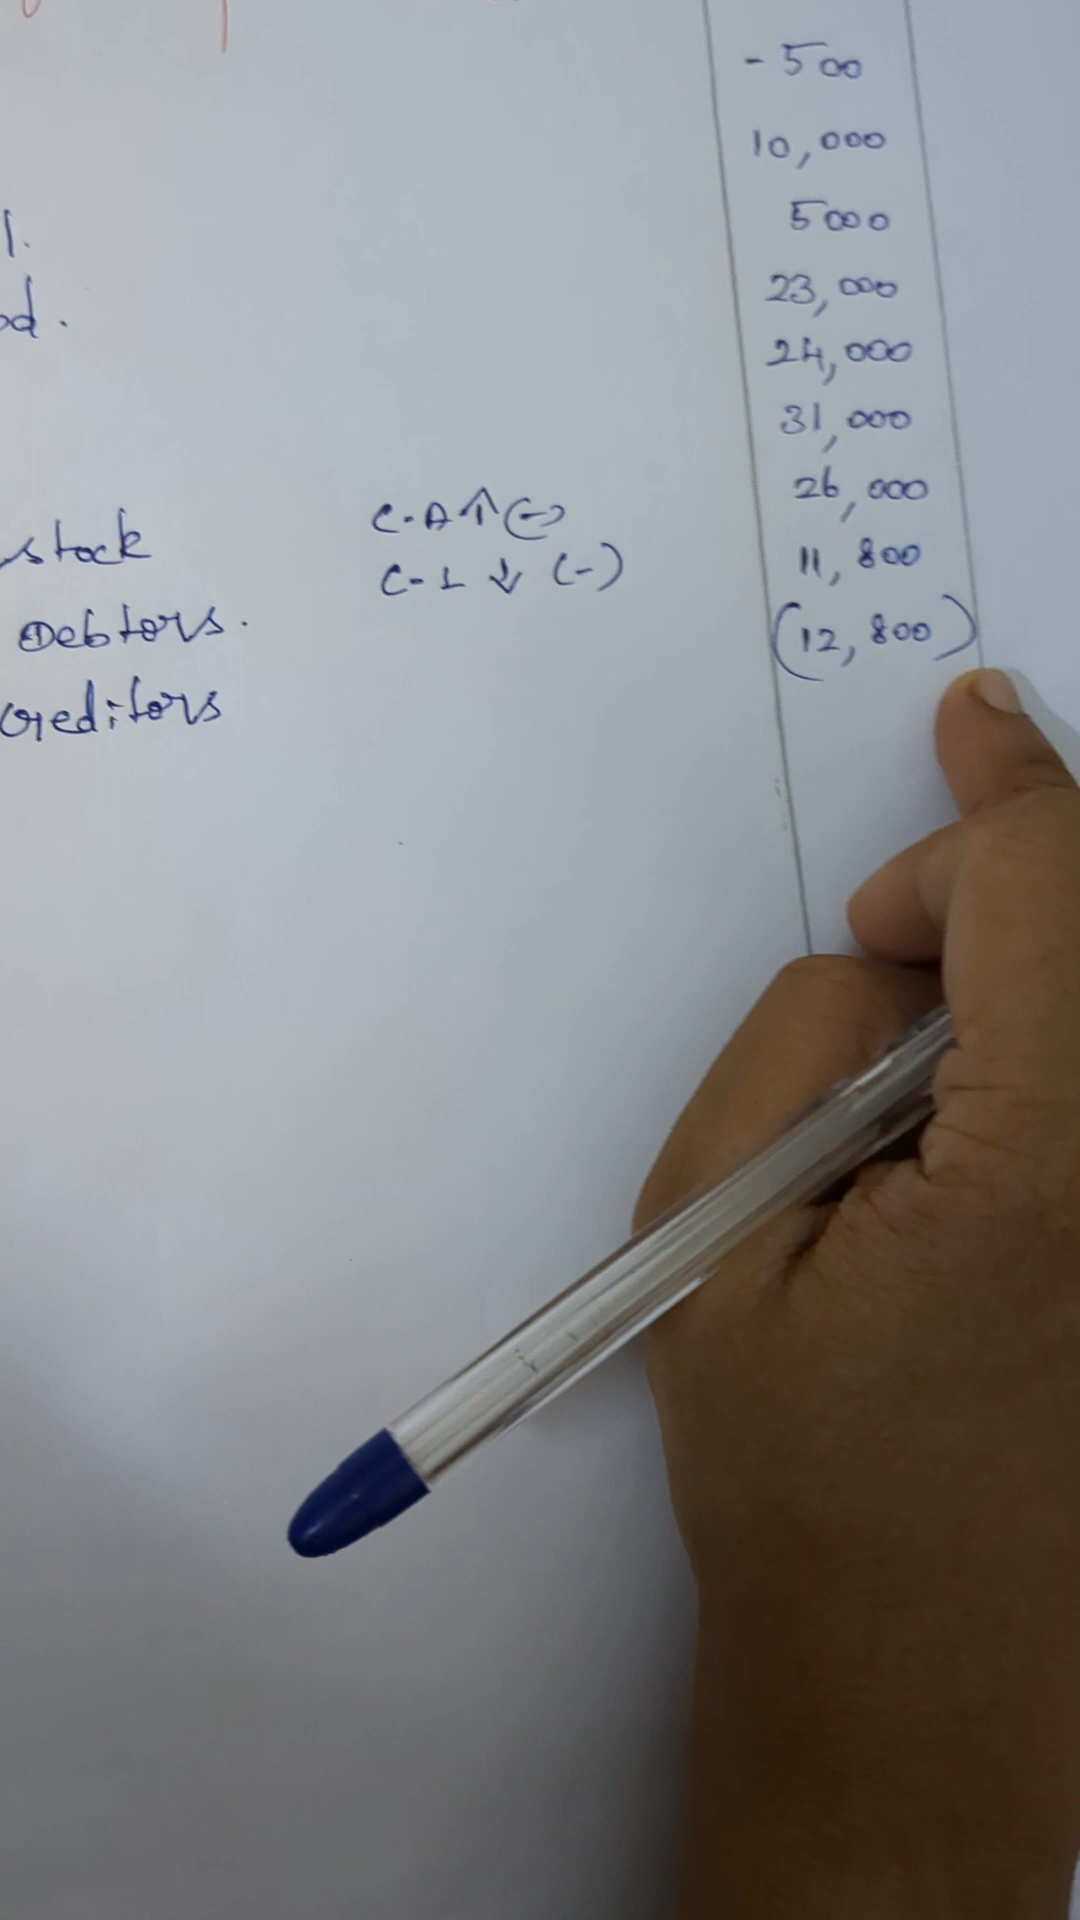 - 500
10,000
5000
1.
23,000
od.
24,000
31,000
26,000
stock C.A↑(-)
11,800
C-L↓ (-)
Debtors.
(12,800)
creditors